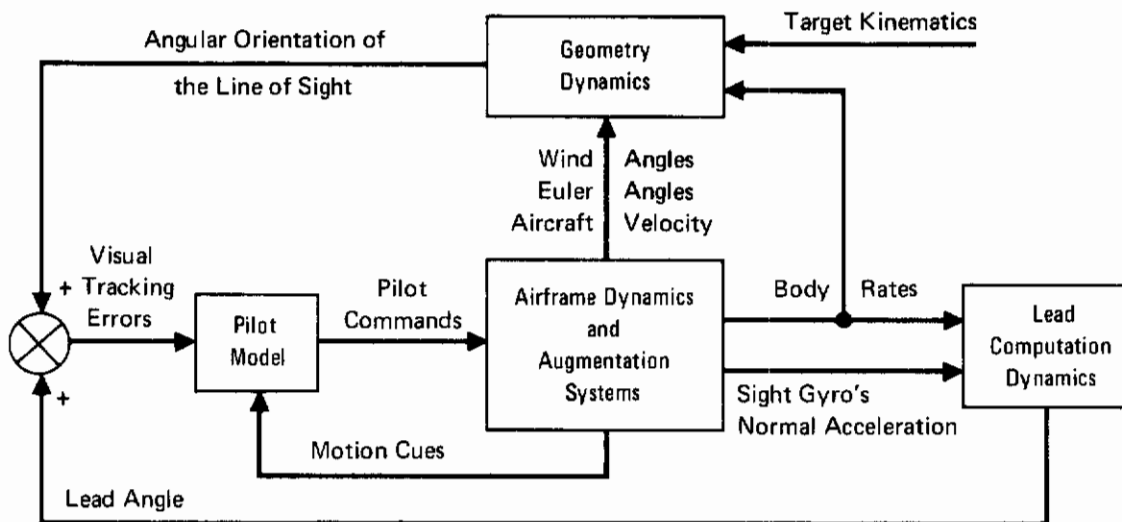 Target Kinematics
Angular Orientation of
the Line of Sight
Geometry
Dynamics
Wind Angles
Euler Angles
Aircraft Velocity
Visual
+ Tracking
Errors
Pilot
Commands
Pilot
Model
Airframe Dynamics
and
Augmentation
Systems
Body Rates
Lead
Computation
Dynamics
Sight Gyro's
Normal Acceleration
+
Motion Cues
Lead Angle